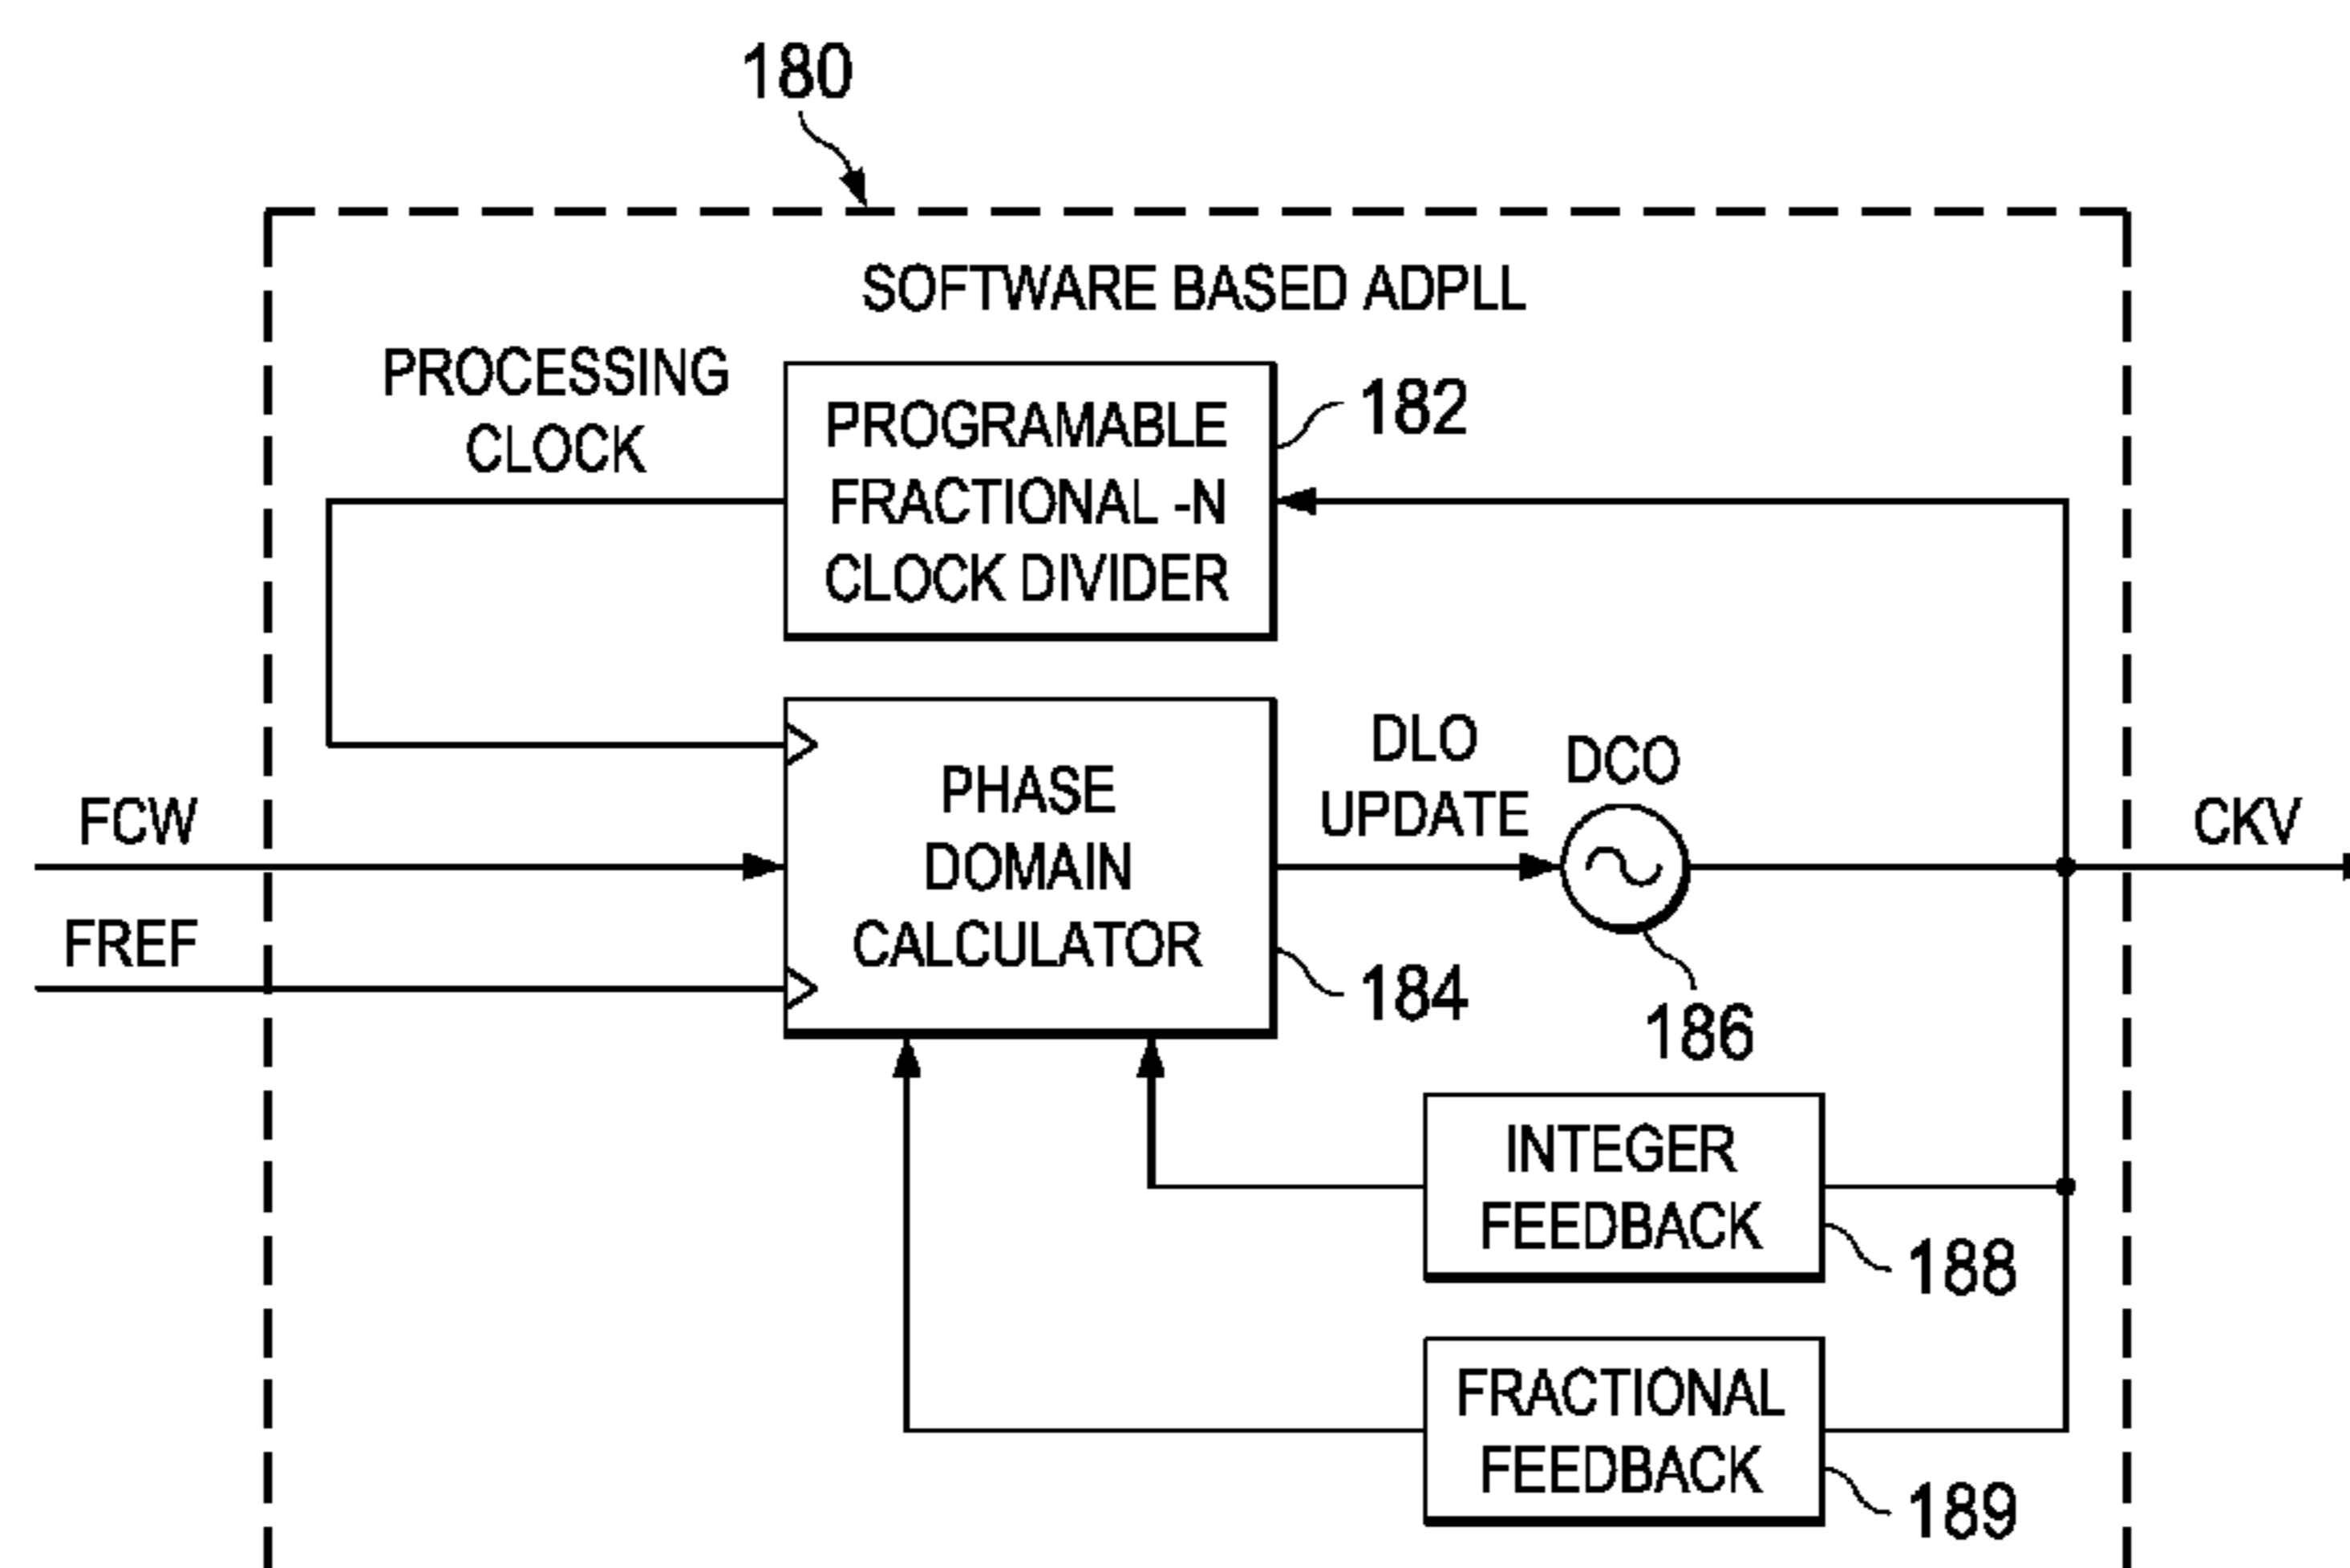 180
SOFTWARE BASED ADPLL
PROCESSING
CLOCK
PROGRAMABLE
FRACTIONAL -N
CLOCK DIVIDER
182
PHASE
DOMAIN
CALCULATOR
184
DLO
UPDATE
DCO
186
FCW
FREF
CKV
INTEGER
FEEDBACK
188
FRACTIONAL
FEEDBACK
189